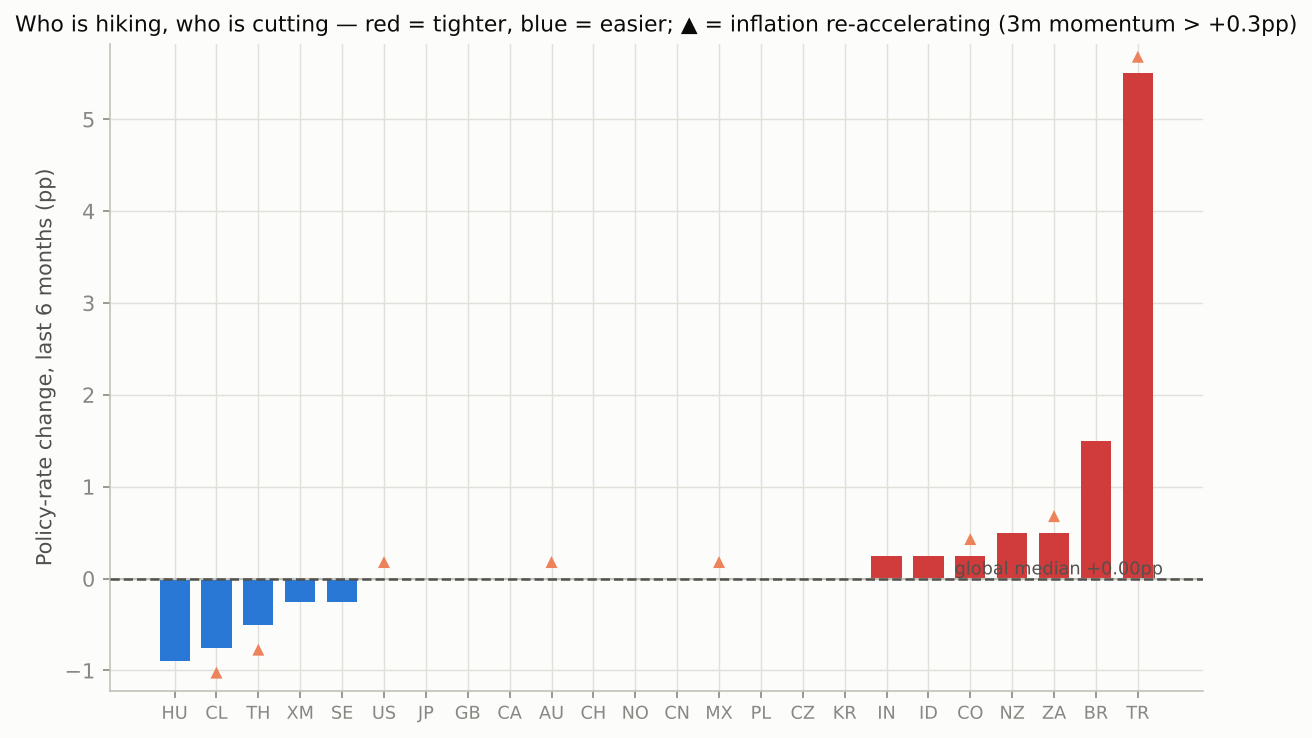 Who is hiking, who is cutting — red = tighter, blue = easier; ▲ = inflation re-accelerating (3m momentum > +0.3pp)
Policy-rate change, last 6 months (pp)
5
4
3
2
1
0
−1
global median +0.00pp
HU CL TH XM SE US JP GB CA AU CH NO CN MX PL CZ KR IN ID CO NZ ZA BR TR